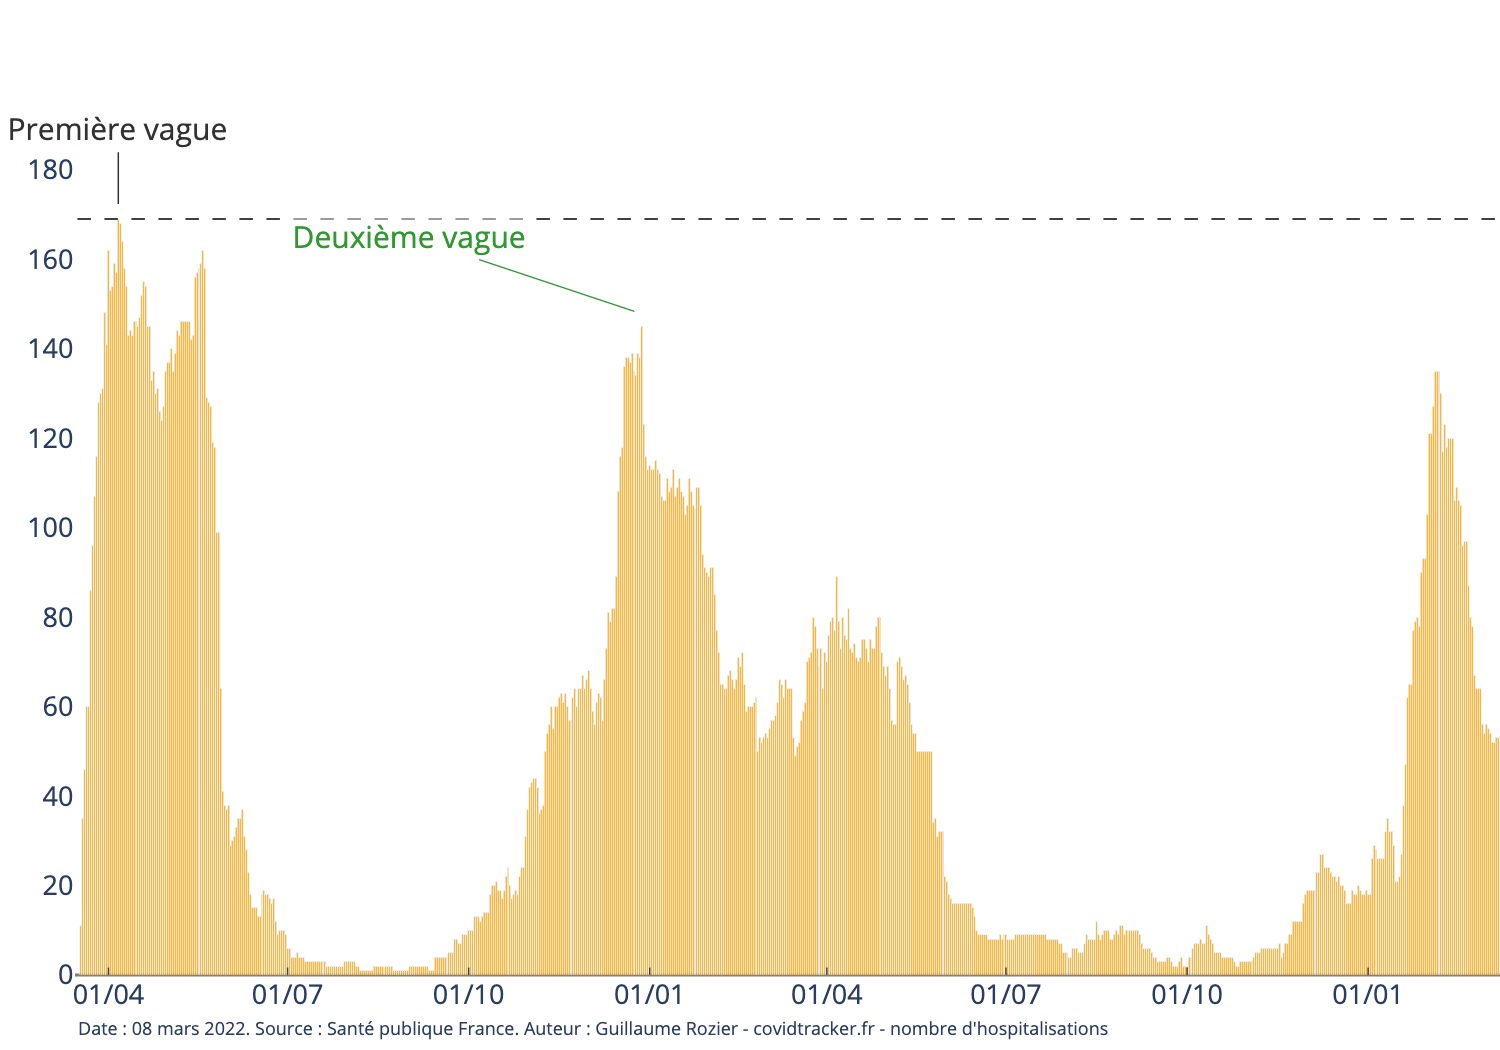 Première vague
180
Deuxième vague
160
140
120
100
80
60
40
20
0
01/04 01/07 01/10 01/01 01/04 01/07 01/10 01/01
Date : 08 mars 2022. Source : Santé publique France. Auteur : Guillaume Rozier - covidtracker.fr - nombre d'hospitalisations